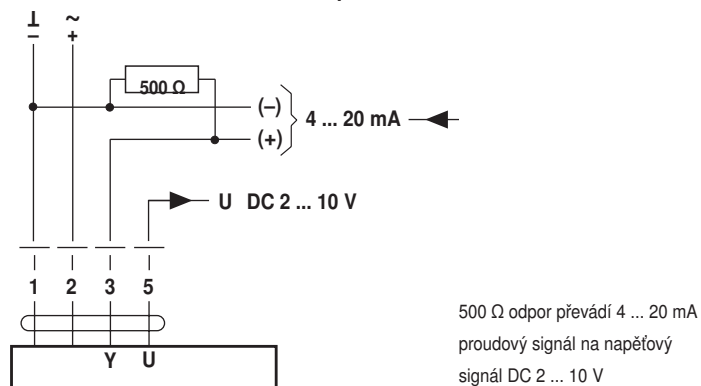 ⊥ ~
– +
500 Ω
(–)
(+)
4 ... 20 mA
U DC 2 ... 10 V
1 2 3 5
Y U
500 Ω odpor převádí 4 ... 20 mA
proudový signál na napěťový
signál DC 2 ... 10 V